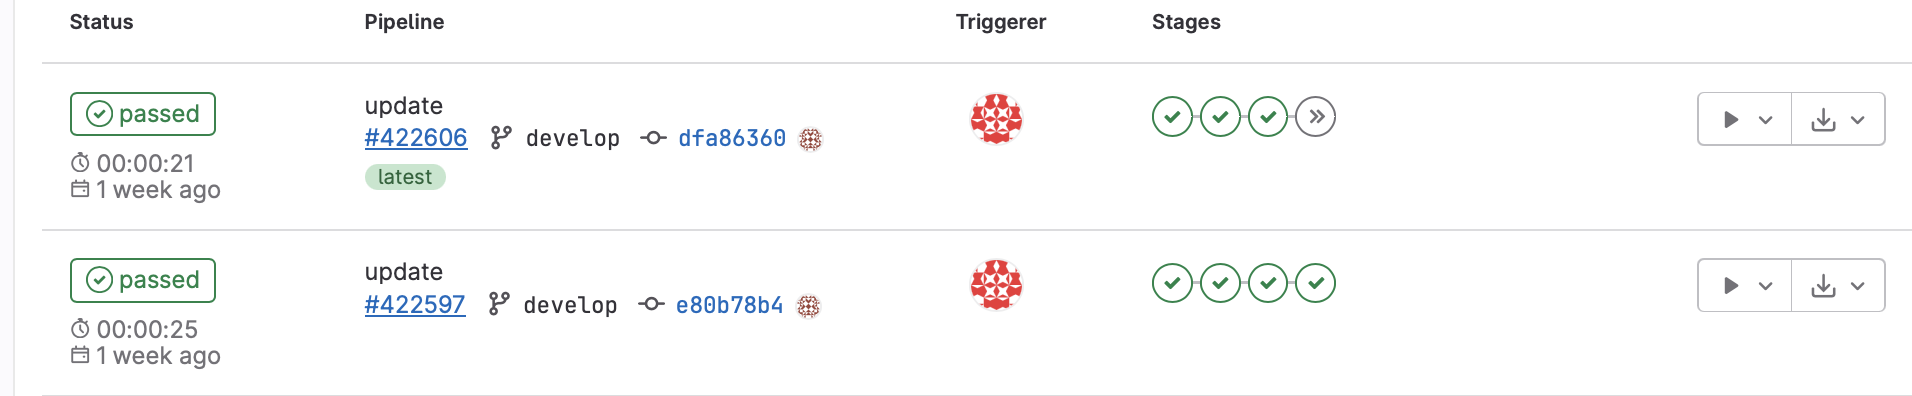 Status Pipeline Triggerer Stages
passed
00:00:21
1 week ago
update
#422606 develop dfa86360
latest
passed
00:00:25
1 week ago
update
#422597 develop e80b78b4